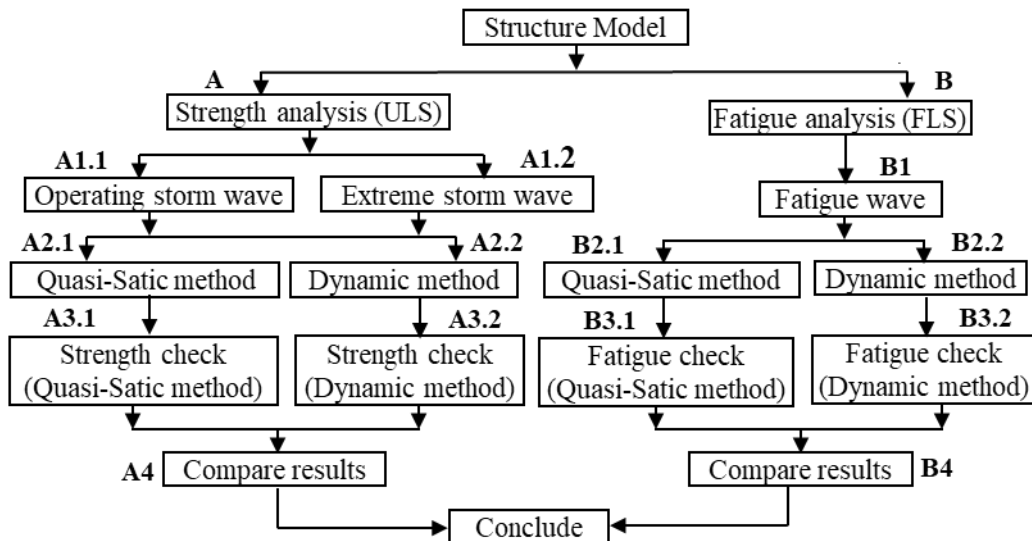 Structure Model
A
B
Strength analysis (ULS)
Fatigue analysis (FLS)
A1.1
A1.2
B1
Operating storm wave
Extreme storm wave
Fatigue wave
A2.1
A2.2
B2.1
B2.2
Quasi-Satic method
Dynamic method
Quasi-Satic method
Dynamic method
A3.1
A3.2
B3.1
B3.2
Strength check
(Quasi-Satic method)
Strength check
(Dynamic method)
Fatigue check
(Quasi-Satic method)
Fatigue check
(Dynamic method)
A4
Compare results
Compare results
B4
Conclude